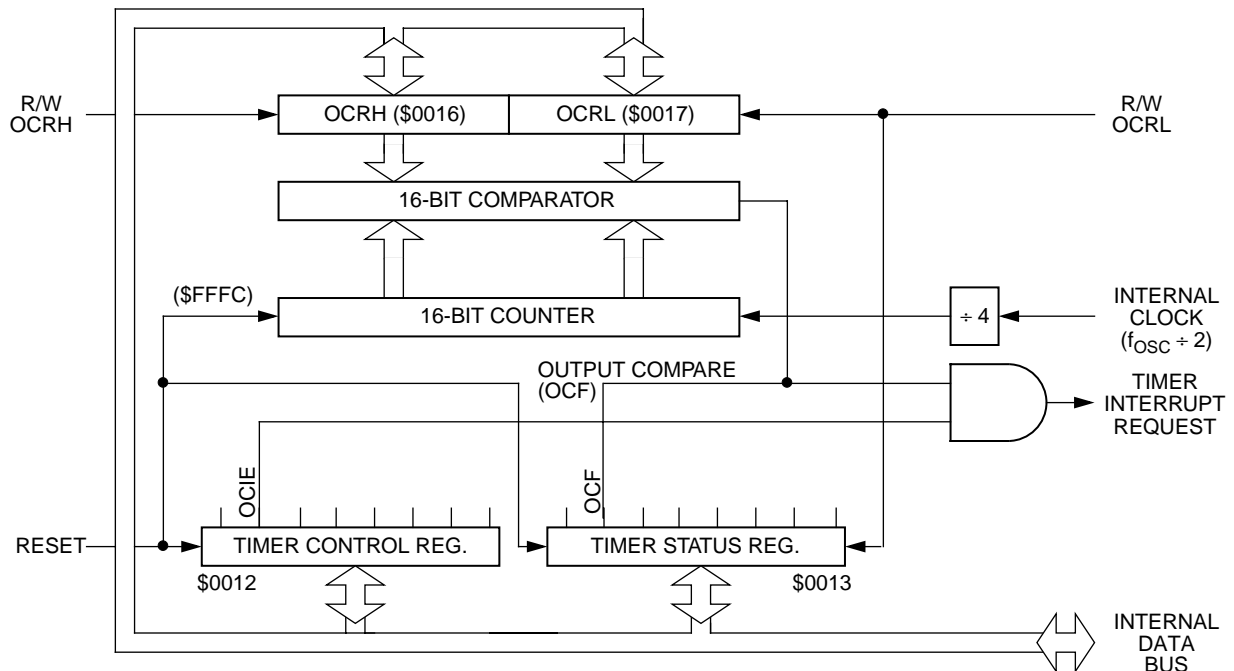 R/W
OCRH
OCRH ($0016)
OCRL ($0017)
R/W
OCRL
16-BIT COMPARATOR
($FFFC)
16-BIT COUNTER
÷ 4
INTERNAL
CLOCK
(fOSC ÷ 2)
OUTPUT COMPARE
(OCF)
TIMER
INTERRUPT
REQUEST
OCIE
OCF
RESET
TIMER CONTROL REG.
TIMER STATUS REG.
$0012
$0013
INTERNAL
DATA
BUS